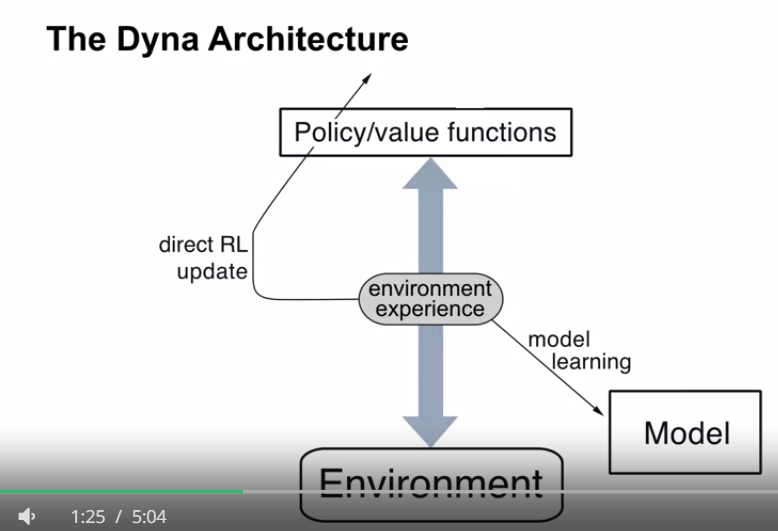 The Dyna Architecture
Policy/value functions
direct RL
update
environment
experience
model
learning
Model
Environment
1:25 / 5:04